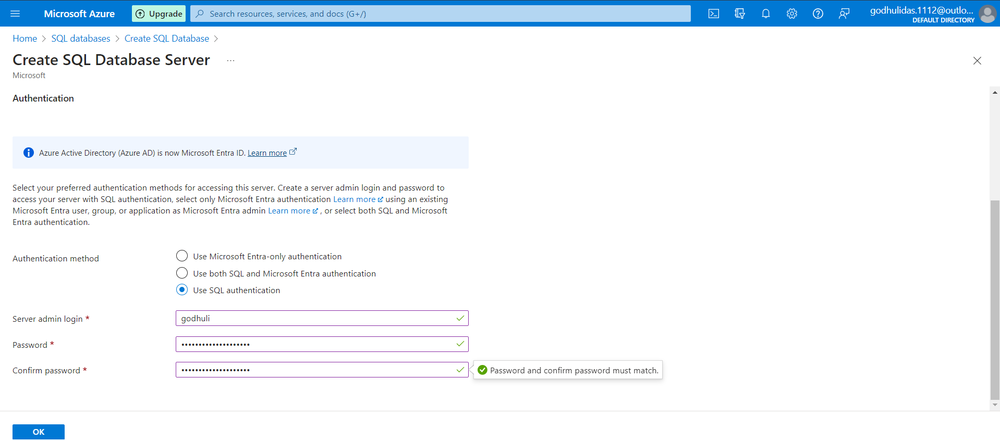 Microsoft Azure
Upgrade
Search resources, services, and docs (G+/)
godhulidas.1112@outlo...
DEFAULT DIRECTORY
Home > SQL databases > Create SQL Database >
Create SQL Database Server ...
Microsoft
Authentication
Azure Active Directory (Azure AD) is now Microsoft Entra ID. Learn more
Select your preferred authentication methods for accessing this server. Create a server admin login and password to
access your server with SQL authentication, select only Microsoft Entra authentication Learn more using an existing
Microsoft Entra user, group, or application as Microsoft Entra admin Learn more , or select both SQL and Microsoft
Entra authentication.
Authentication method
Use Microsoft Entra-only authentication
Use both SQL and Microsoft Entra authentication
Use SQL authentication
Server admin login * godhuli
Password * ••••••••••••••••••••
Confirm password * ••••••••••••••••••••
Password and confirm password must match.
OK